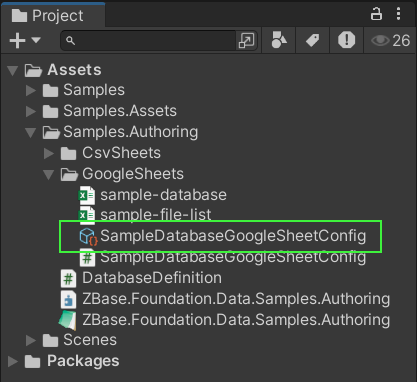 Project
26
Assets
Samples
Samples.Assets
Samples.Authoring
CsvSheets
GoogleSheets
sample-database
sample-file-list
SampleDatabaseGoogleSheetConfig
SampleDatabaseGoogleSheetConfig
DatabaseDefinition
ZBase.Foundation.Data.Samples.Authoring
ZBase.Foundation.Data.Samples.Authoring
Scenes
Packages